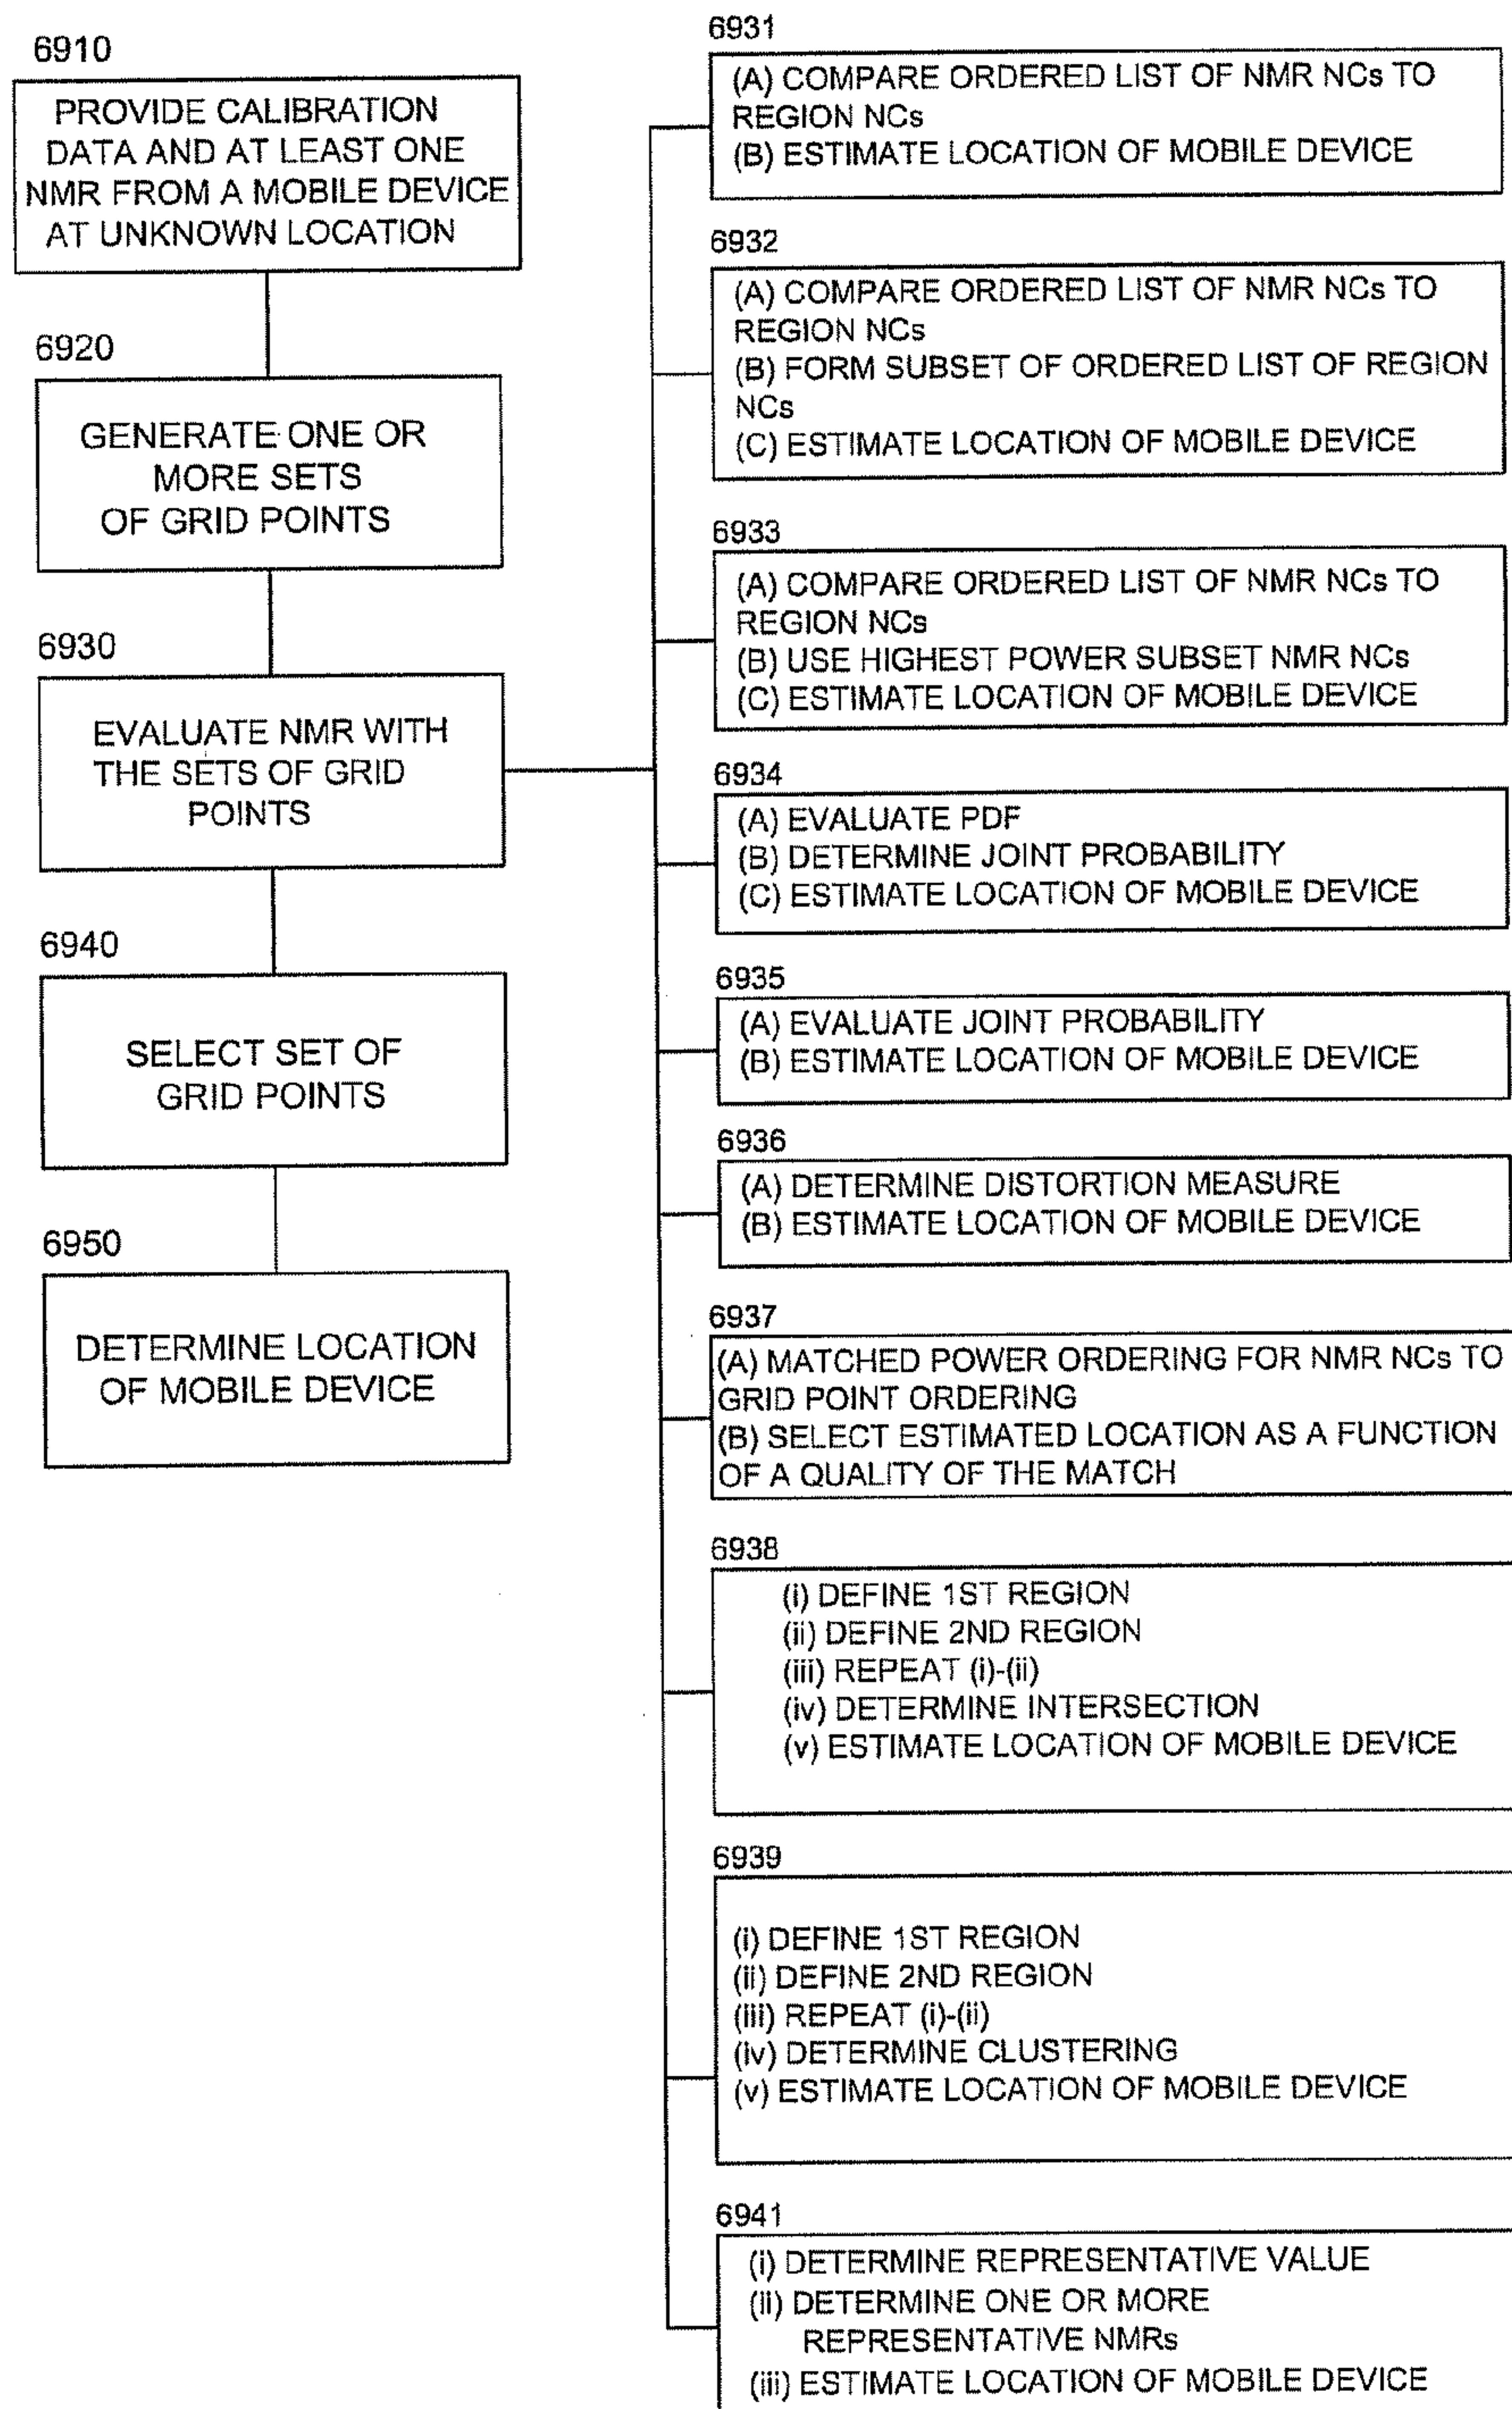 6910
PROVIDE CALIBRATION
DATA AND AT LEAST ONE
NMR FROM A MOBILE DEVICE
AT UNKNOWN LOCATION
6920
GENERATE ONE OR
MORE SETS
OF GRID POINTS
6930
EVALUATE NMR WITH
THE SETS OF GRID
POINTS
6940
SELECT SET OF
GRID POINTS
6950
DETERMINE LOCATION
OF MOBILE DEVICE
6931
(A) COMPARE ORDERED LIST OF NMR NCs TO
REGION NCs
(B) ESTIMATE LOCATION OF MOBILE DEVICE
6932
(A) COMPARE ORDERED LIST OF NMR NCs TO
REGION NCs
(B) FORM SUBSET OF ORDERED LIST OF REGION
NCs
(C) ESTIMATE LOCATION OF MOBILE DEVICE
6933
(A) COMPARE ORDERED LIST OF NMR NCs TO
REGION NCs
(B) USE HIGHEST POWER SUBSET NMR NCs
(C) ESTIMATE LOCATION OF MOBILE DEVICE
6934
(A) EVALUATE PDF
(B) DETERMINE JOINT PROBABILITY
(C) ESTIMATE LOCATION OF MOBILE DEVICE
6935
(A) EVALUATE JOINT PROBABILITY
(B) ESTIMATE LOCATION OF MOBILE DEVICE
6936
(A) DETERMINE DISTORTION MEASURE
(B) ESTIMATE LOCATION OF MOBILE DEVICE
6937
(A) MATCHED POWER ORDERING FOR NMR NCs TO
GRID POINT ORDERING
(B) SELECT ESTIMATED LOCATION AS A FUNCTION
OF A QUALITY OF THE MATCH
6938
(i) DEFINE 1ST REGION
(ii) DEFINE 2ND REGION
(iii) REPEAT (i)-(ii)
(iv) DETERMINE INTERSECTION
(v) ESTIMATE LOCATION OF MOBILE DEVICE
6939
(i) DEFINE 1ST REGION
(ii) DEFINE 2ND REGION
(iii) REPEAT (i)-(ii)
(iv) DETERMINE CLUSTERING
(v) ESTIMATE LOCATION OF MOBILE DEVICE
6941
(i) DETERMINE REPRESENTATIVE VALUE
(ii) DETERMINE ONE OR MORE
REPRESENTATIVE NMRs
(iii) ESTIMATE LOCATION OF MOBILE DEVICE